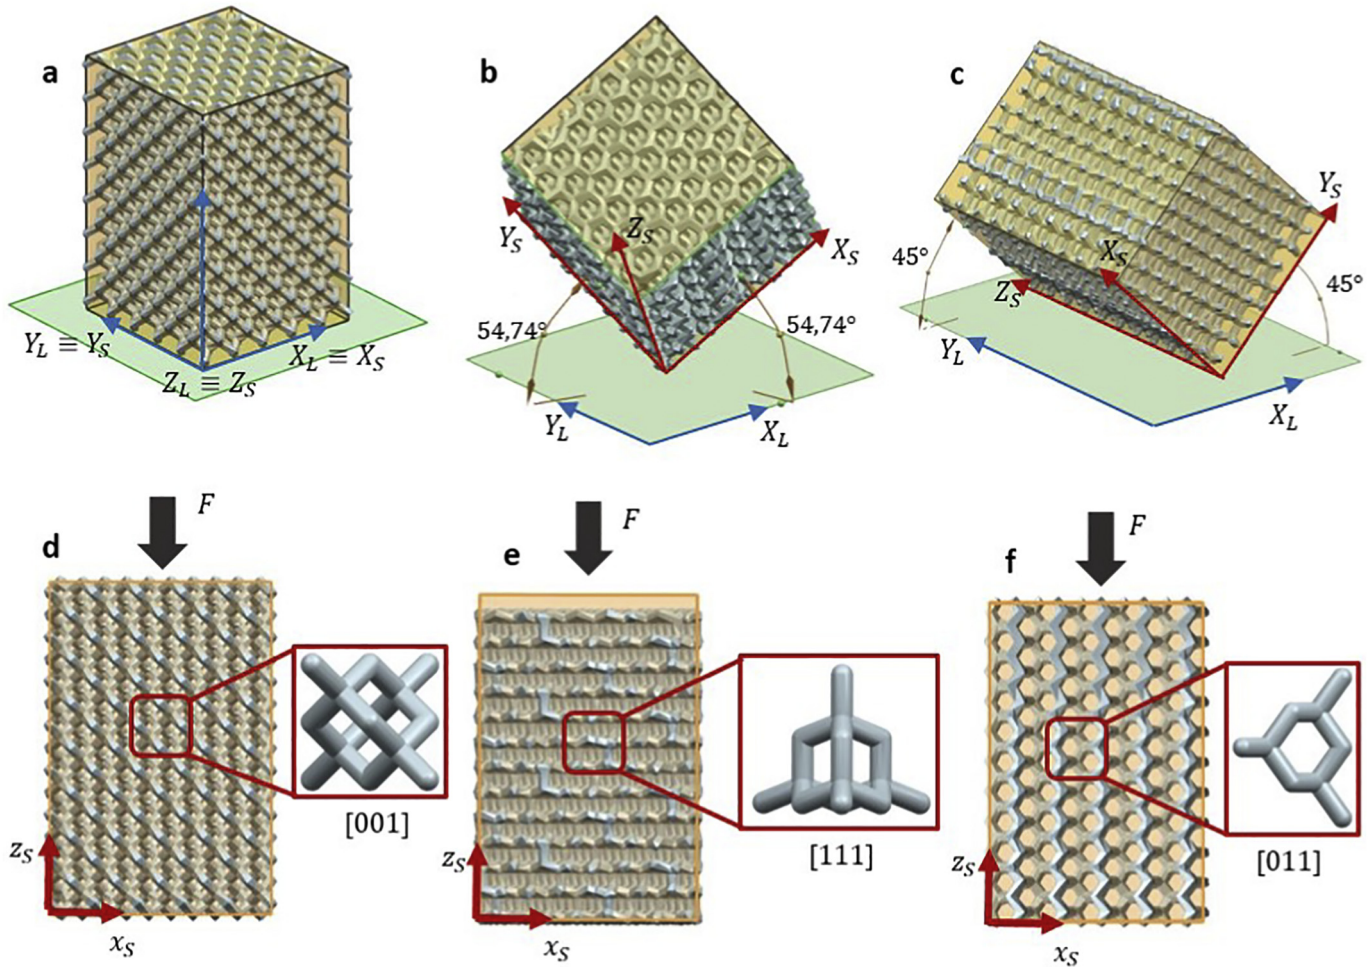 a
Y_L ≡ Y_S
Z_L ≡ Z_S
X_L ≡ X_S
b
Y_S
Z_S
X_S
54,74°
54,74°
Y_L
X_L
c
Y_S
X_S
Z_S
45°
45°
Y_L
X_L
d
F
[001]
z_S
x_S
e
F
[111]
z_S
x_S
f
F
[011]
z_S
x_S